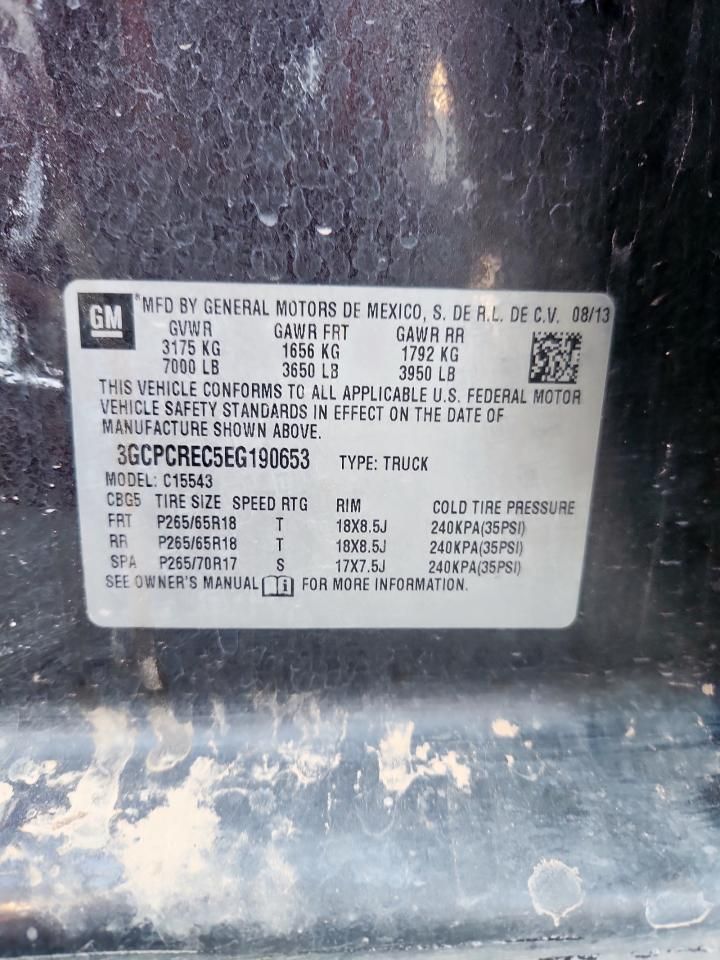 GM MFD BY GENERAL MOTORS DE MEXICO, S. DE R.L. DE C.V. 08/13
GVWR GAWR FRT GAWR RR
3175 KG 1656 KG 1792 KG
7000 LB 3650 LB 3950 LB
THIS VEHICLE CONFORMS TO ALL APPLICABLE U.S. FEDERAL MOTOR
VEHICLE SAFETY STANDARDS IN EFFECT ON THE DATE OF
MANUFACTURE SHOWN ABOVE.
3GCPCREC5EG190653 TYPE: TRUCK
MODEL: C15543
CBG5 TIRE SIZE SPEED RTG RIM COLD TIRE PRESSURE
FRT P265/65R18 T 18X8.5J 240KPA(35PSI)
RR P265/65R18 T 18X8.5J 240KPA(35PSI)
SPA P265/70R17 S 17X7.5J 240KPA(35PSI)
SEE OWNER'S MANUAL i FOR MORE INFORMATION.